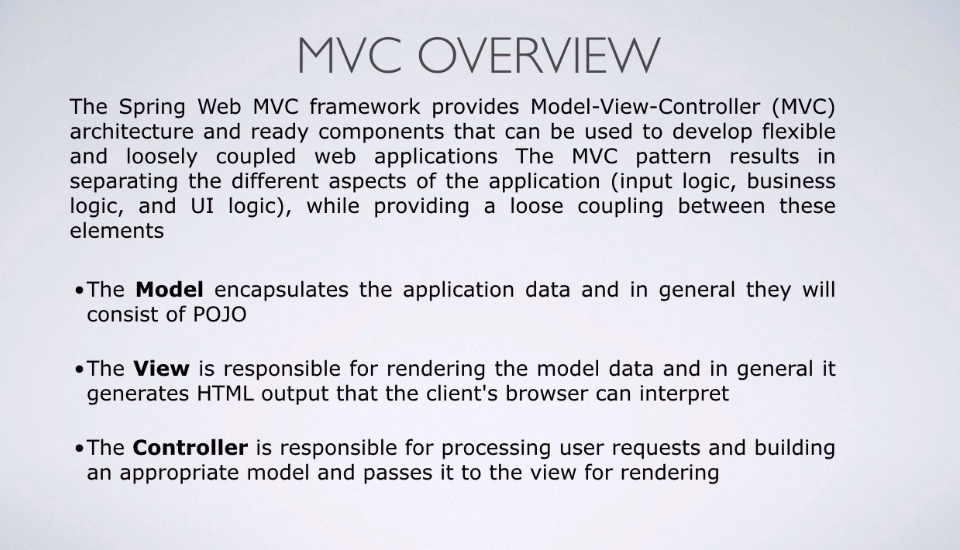 MVC OVERVIEW
The Spring Web MVC framework provides Model-View-Controller (MVC)
architecture and ready components that can be used to develop flexible
and loosely coupled web applications The MVC pattern results in
separating the different aspects of the application (input logic, business
logic, and UI logic), while providing a loose coupling between these
elements
•The Model encapsulates the application data and in general they will
consist of POJO
•The View is responsible for rendering the model data and in general it
generates HTML output that the client's browser can interpret
•The Controller is responsible for processing user requests and building
an appropriate model and passes it to the view for rendering